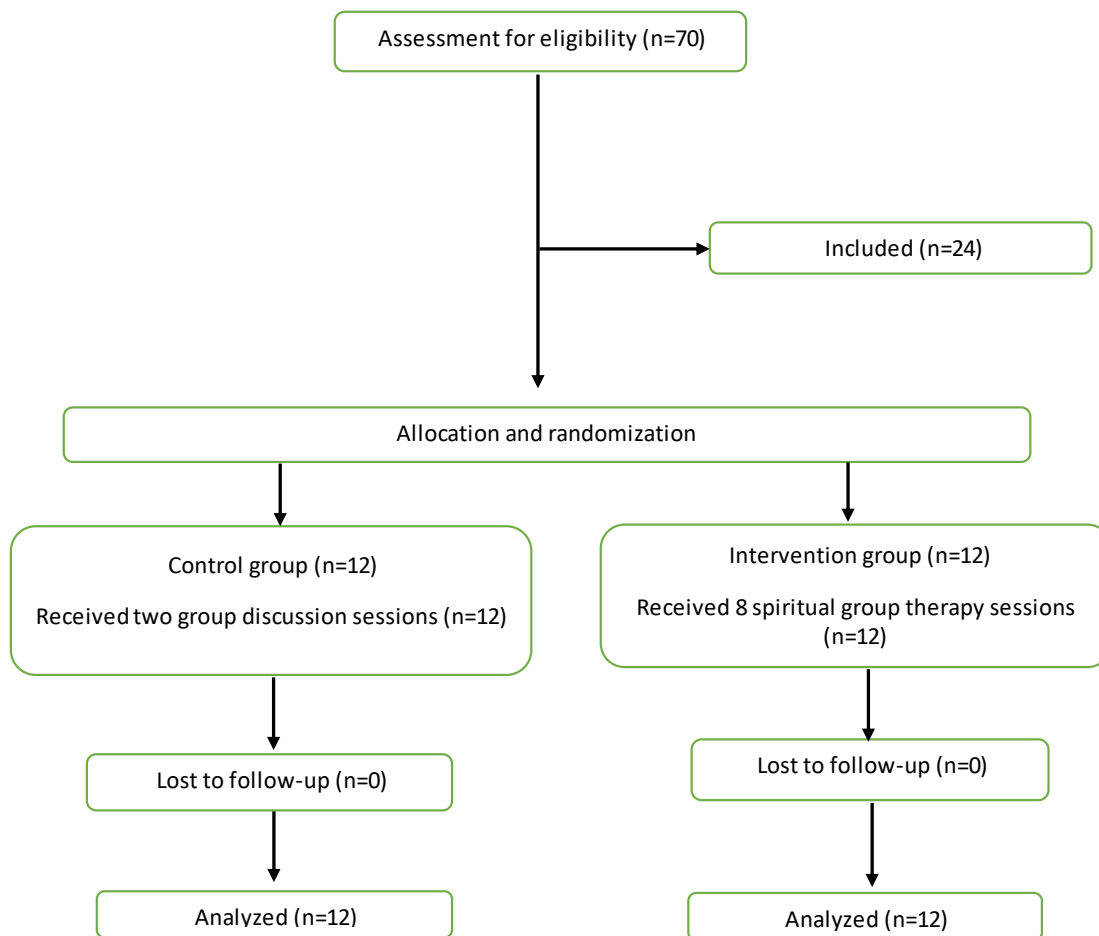 Assessment for eligibility (n=70)
Included (n=24)
Allocation and randomization
Control group (n=12)
Received two group discussion sessions (n=12)
Intervention group (n=12)
Received 8 spiritual group therapy sessions
(n=12)
Lost to follow-up (n=0)
Lost to follow-up (n=0)
Analyzed (n=12)
Analyzed (n=12)